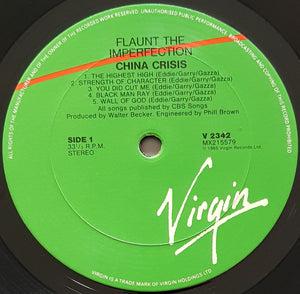 ALL RIGHTS OF THE MANUFACTURER AND OF THE OWNER OF THE RECORDED WORK RESERVED
UNAUTHORISED PUBLIC PERFORMANCE BROADCASTING AND COPYING OF THIS RECORD PROHIBITED
FLAUNT THE
IMPERFECTION
CHINA CRISIS
1. THE HIGHEST HIGH (Eddie/Garry/Gazza)
2. STRENGTH OF CHARACTER (Eddie/Garry/Gazza)
3. YOU DID CUT ME (Eddie/Garry/Gazza)
4. BLACK MAN RAY (Eddie/Garry/Gazza)
5. WALL OF GOD (Eddie/Garry/Gazza)
All songs published by CBS Songs
Produced by Walter Becker. Engineered by Phill Brown
SIDE 1
33⅓ R.P.M.
STEREO
V 2342
MX215579
℗ 1985 Virgin Records Ltd.
Virgin
VIRGIN IS A TRADE MARK OF VIRGIN HOLDINGS LTD